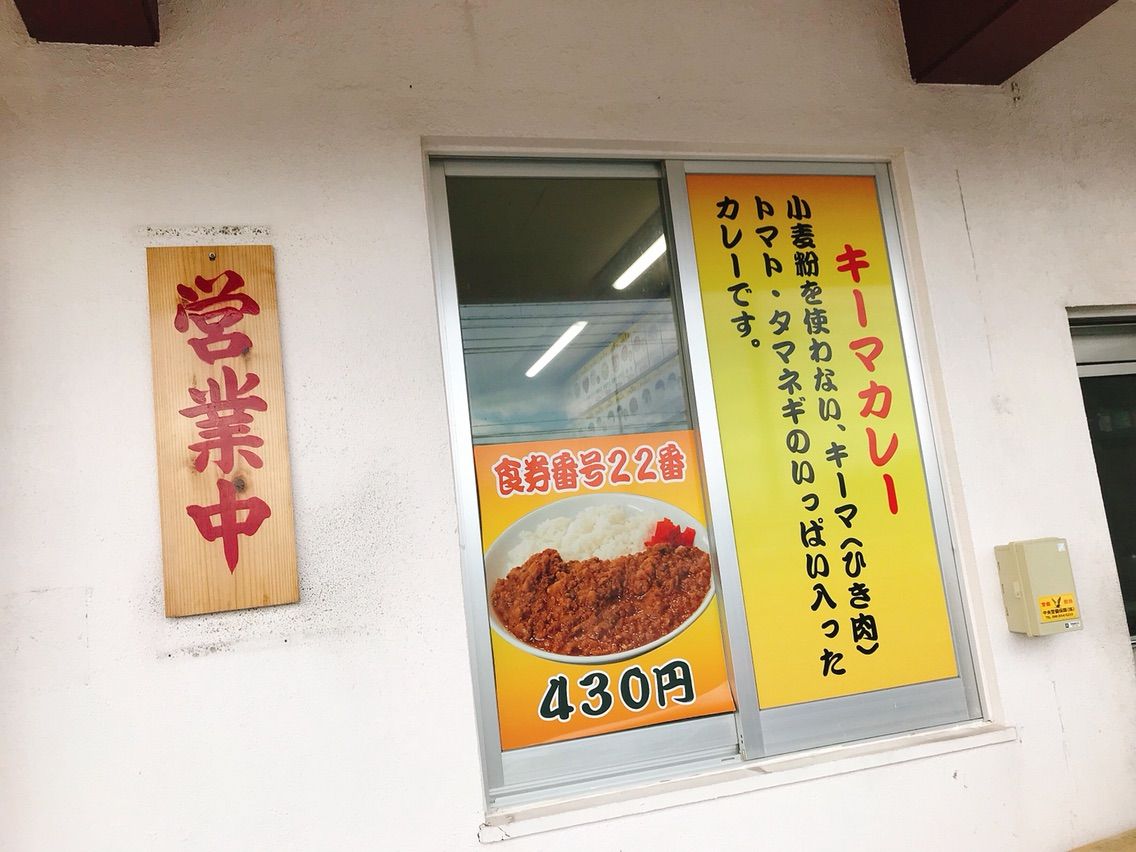 営業中
食券番号22番
430円
キーマカレー
小麦粉を使わない、キーマ(ひき肉)
トマト・タマネギのいっぱい入った
カレーです。